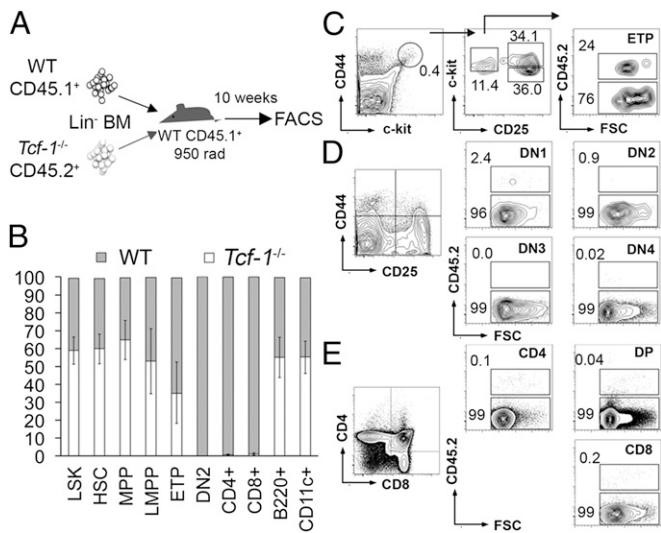 A
WT
CD45.1+
Lin- BM
Tcf-1-/-
CD45.2+
WT CD45.1+
950 rad
10 weeks
FACS
B
WT
Tcf-1-/-
100
90
80
70
60
50
40
30
20
10
0
LSK
HSC
MPP
LMPP
ETP
DN2
CD4+
CD8+
B220+
CD11c+
C
CD44
c-kit
0.4
c-kit
CD25
34.1
11.4
36.0
CD45.2
FSC
ETP
24
76
D
CD44
CD25
CD45.2
FSC
DN1
2.4
96
DN2
0.9
99
DN3
0.0
99
DN4
0.02
99
E
CD4
CD8
CD45.2
FSC
CD4
0.1
99
DP
0.04
99
CD8
0.2
99